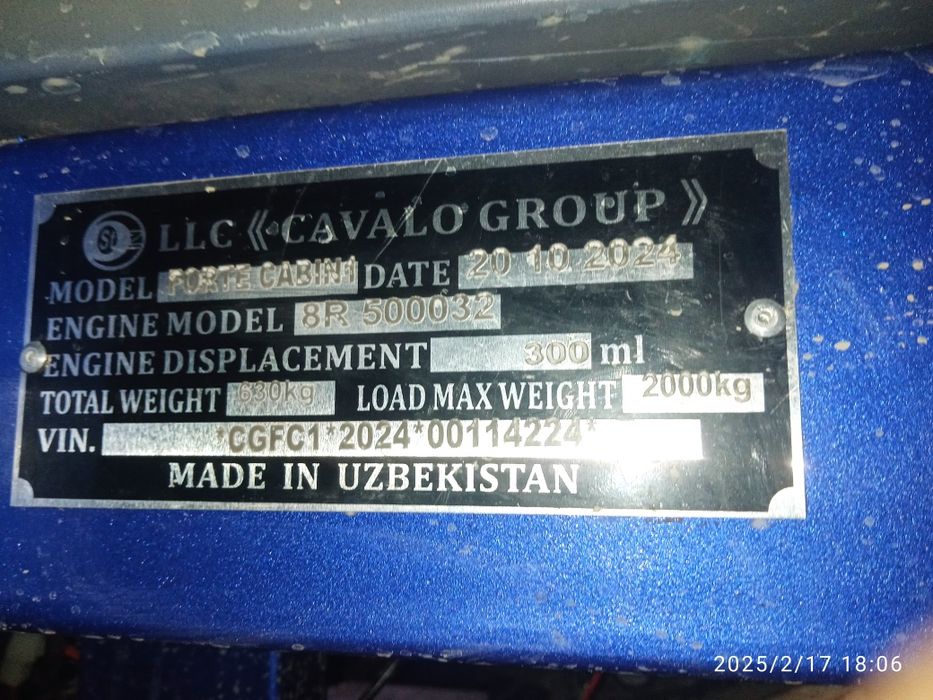 LLC «CAVALO GROUP»
MODEL FORTE CABIN1 DATE 20 10 2024
ENGINE MODEL 8R 500032
ENGINE DISPLACEMENT 300 ml
TOTAL WEIGHT 630kg LOAD MAX WEIGHT 2000kg
VIN. *CGFC1*2024*00114224*
MADE IN UZBEKISTAN
2025/2/17 18:06